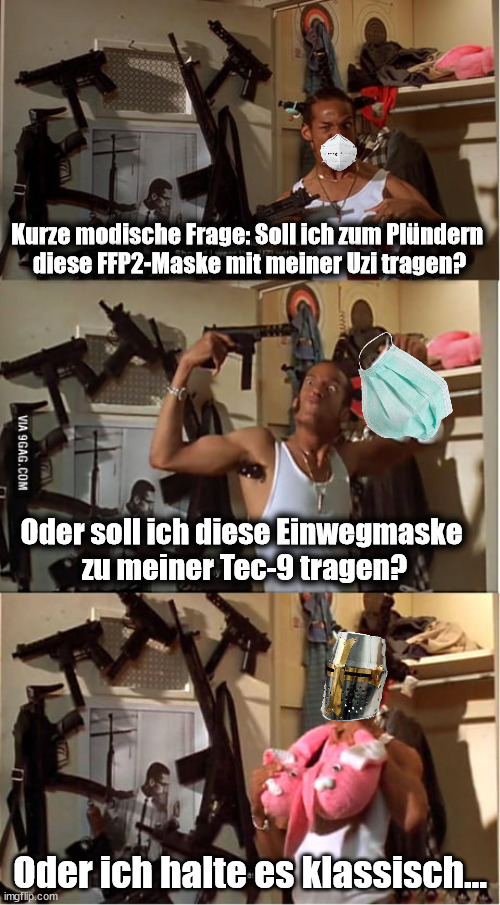 Kurze modische Frage: Soll ich zum Plündern
diese FFP2-Maske mit meiner Uzi tragen?
VIA 9GAG.COM
Oder soll ich diese Einwegmaske
zu meiner Tec-9 tragen?
Oder ich halte es klassisch...
imgflip.com